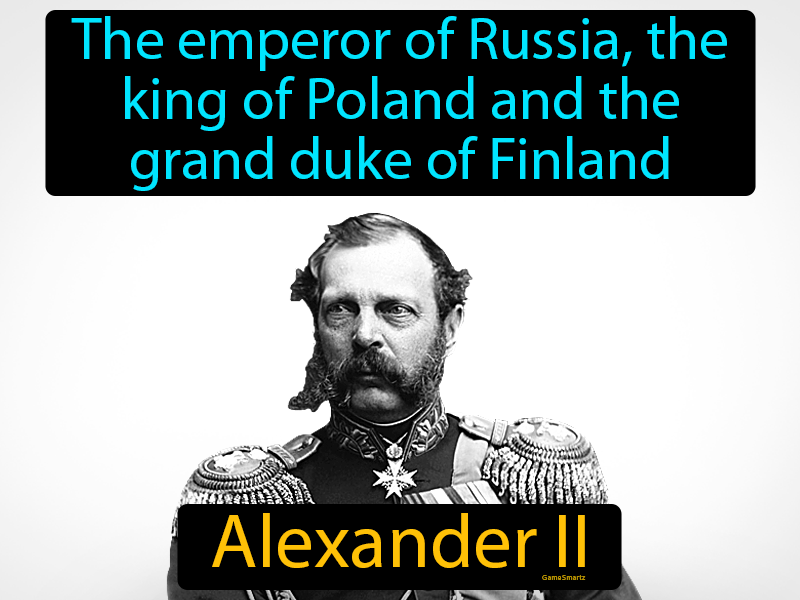 The emperor of Russia, the
king of Poland and the
grand duke of Finland
Alexander II
GameSmartz